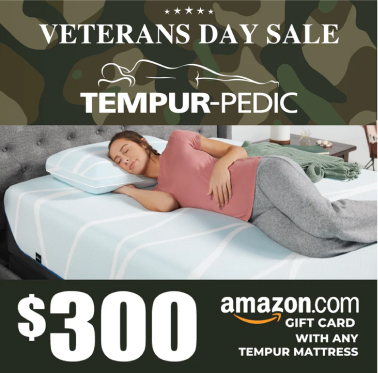 VETERANS DAY SALE
TEMPUR-PEDIC
$300
amazon.com
GIFT CARD
WITH ANY
TEMPUR MATTRESS